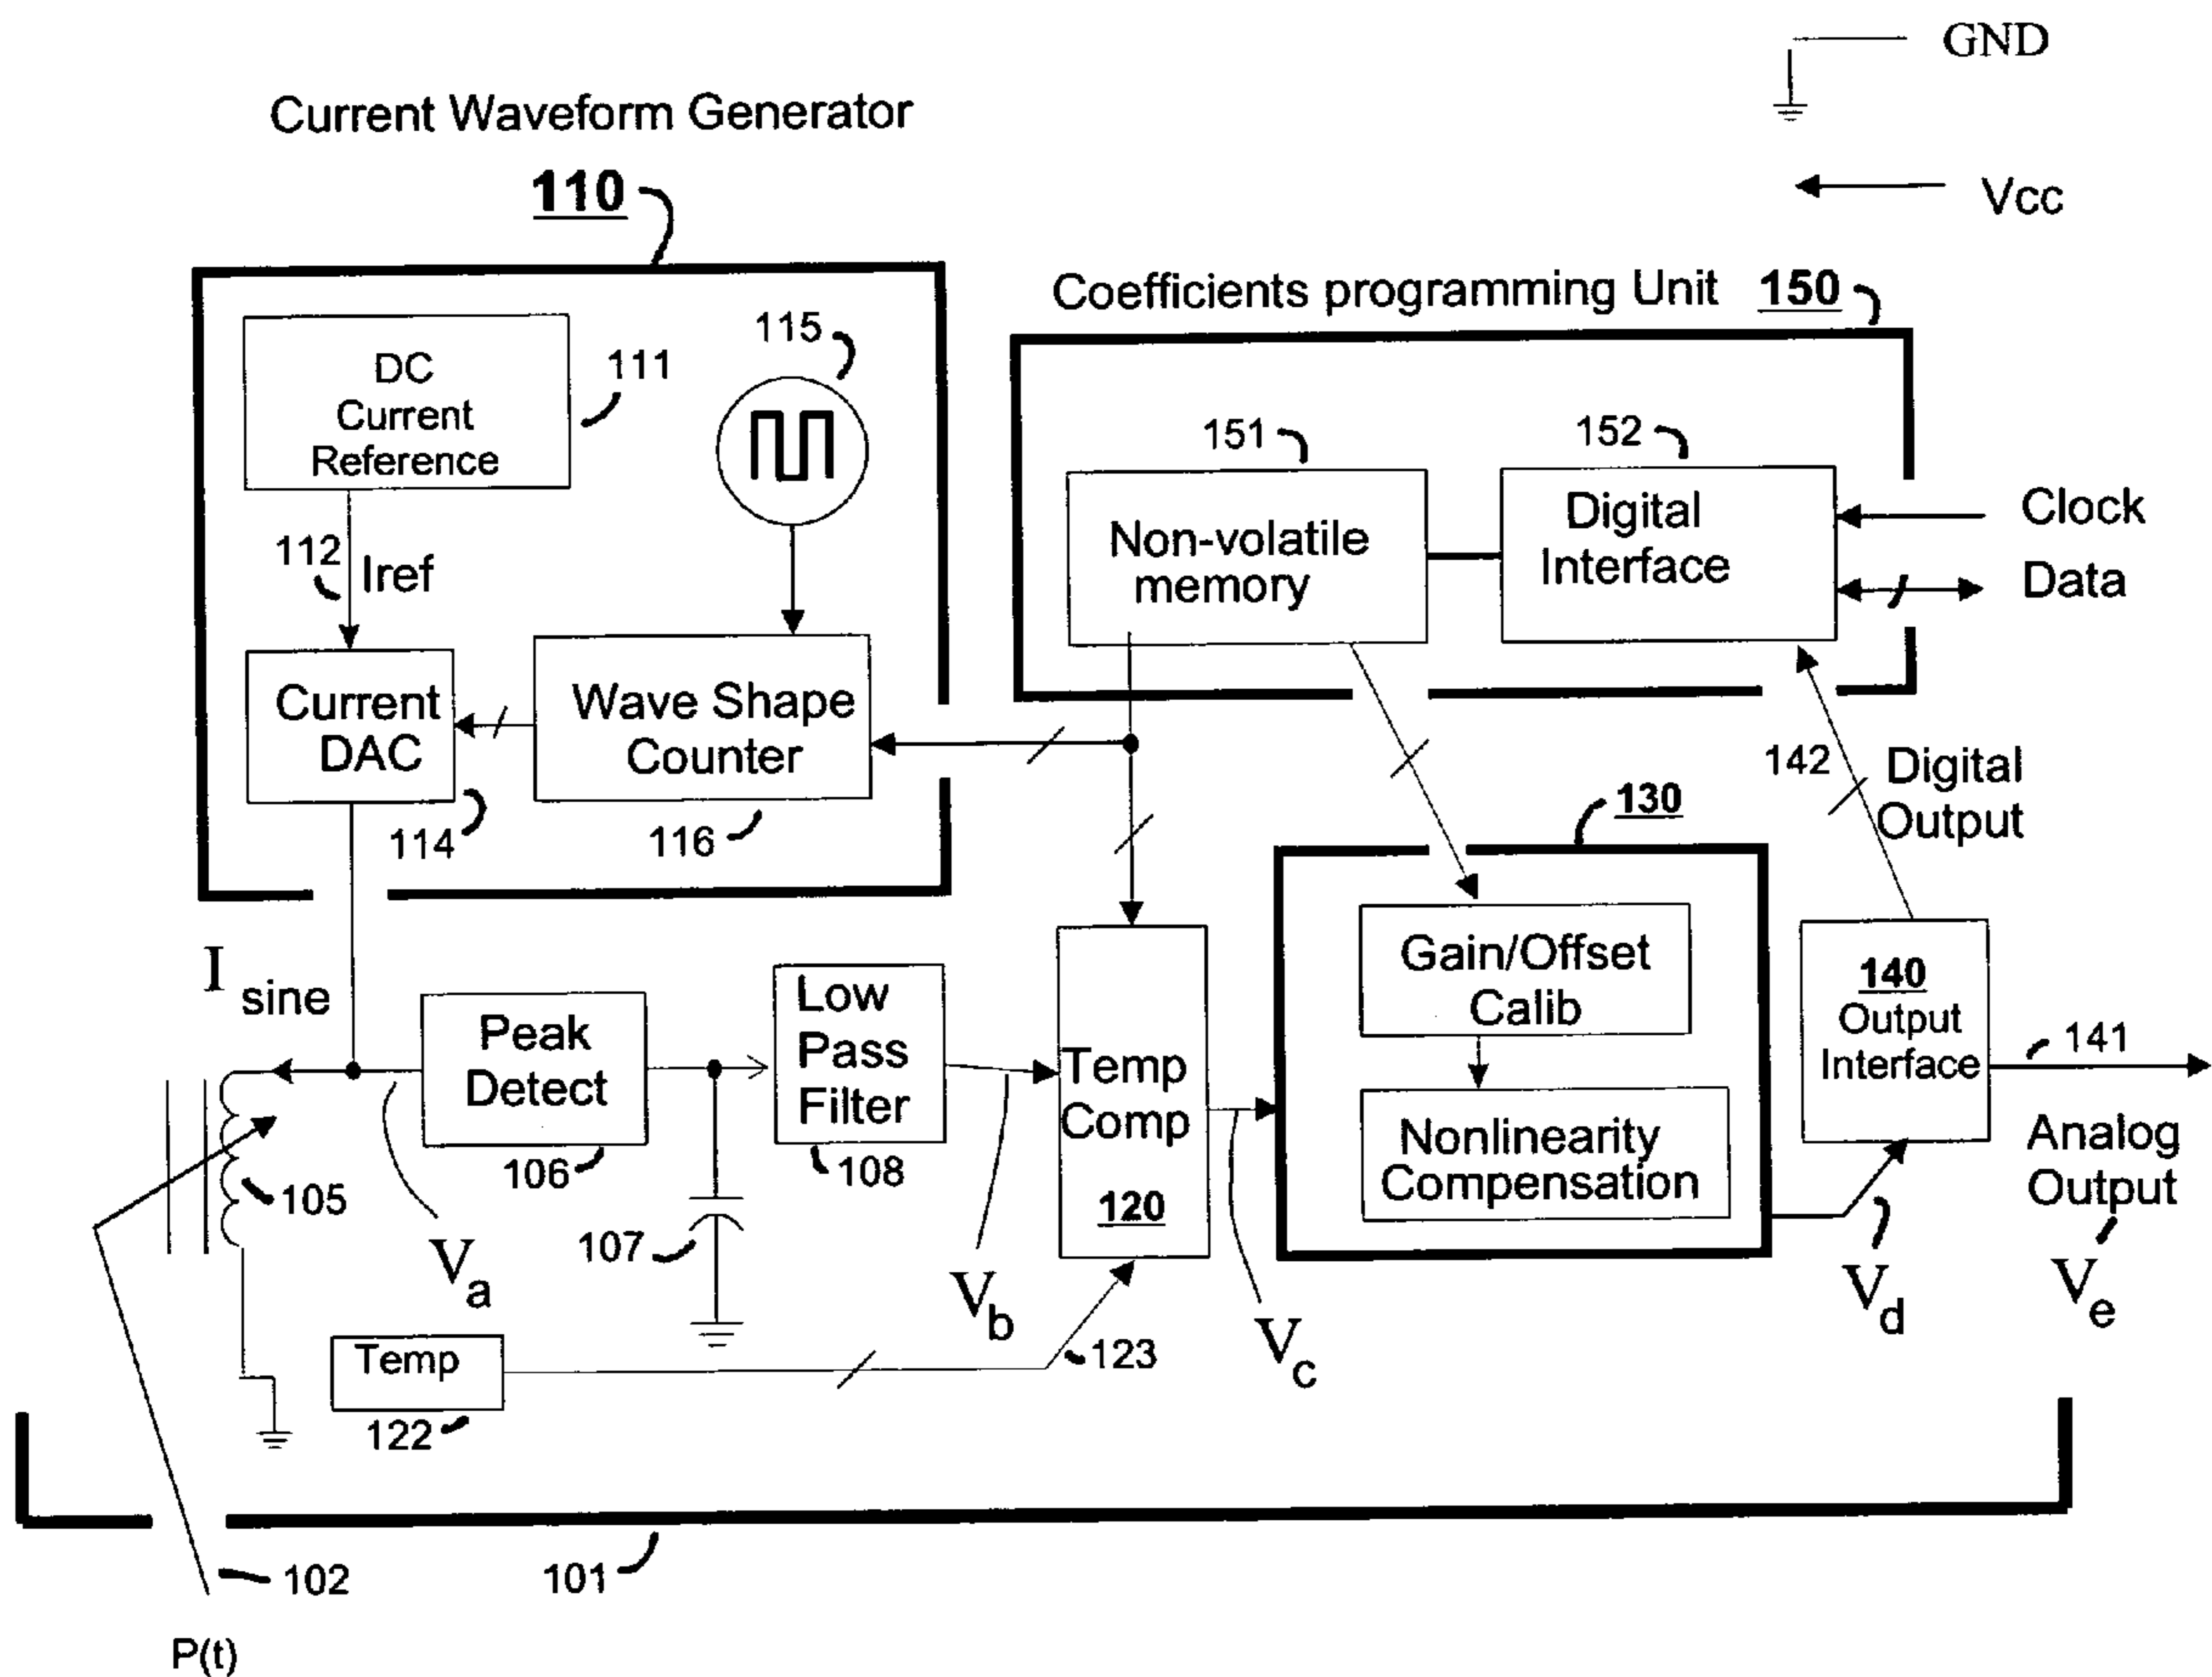 GND
Current Waveform Generator
110
Vcc
Coefficients programming Unit 150
115
DC
Current
Reference
111
151
152
Non-volatile
memory
Digital
Interface
Clock
Data
112
Iref
Current
DAC
Wave Shape
Counter
114
116
142
Digital
Output
130
I sine
Peak
Detect
106
Low
Pass
Filter
108
Temp
Comp
120
Gain/Offset
Calib
Nonlinearity
Compensation
140
Output
Interface
141
Analog
Output
105
107
Va
Vb
Vc
Vd
Ve
Temp
122
123
102
101
P(t)